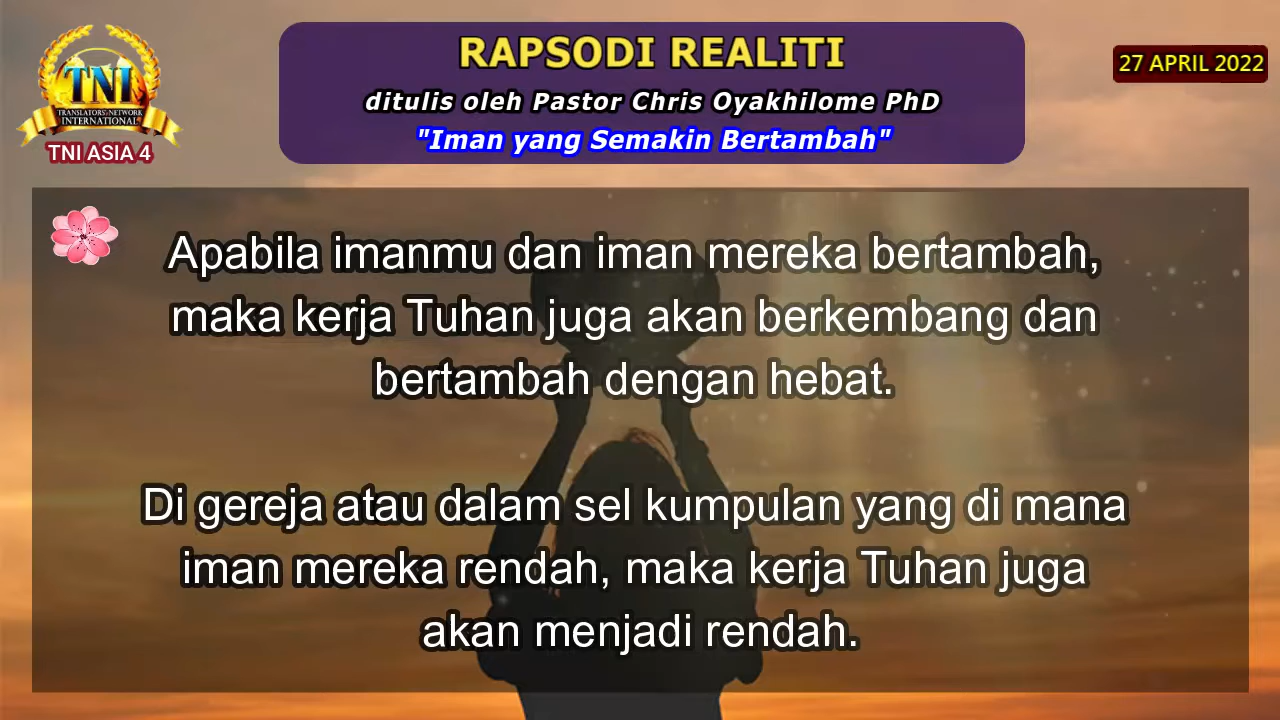 TNI
TRANSLATORS' NETWORK
INTERNATIONAL
TNI ASIA 4
RAPSODI REALITI
ditulis oleh Pastor Chris Oyakhilome PhD
"Iman yang Semakin Bertambah"
27 APRIL 2022
Apabila imanmu dan iman mereka bertambah,
maka kerja Tuhan juga akan berkembang dan
bertambah dengan hebat.
Di gereja atau dalam sel kumpulan yang di mana
iman mereka rendah, maka kerja Tuhan juga
akan menjadi rendah.